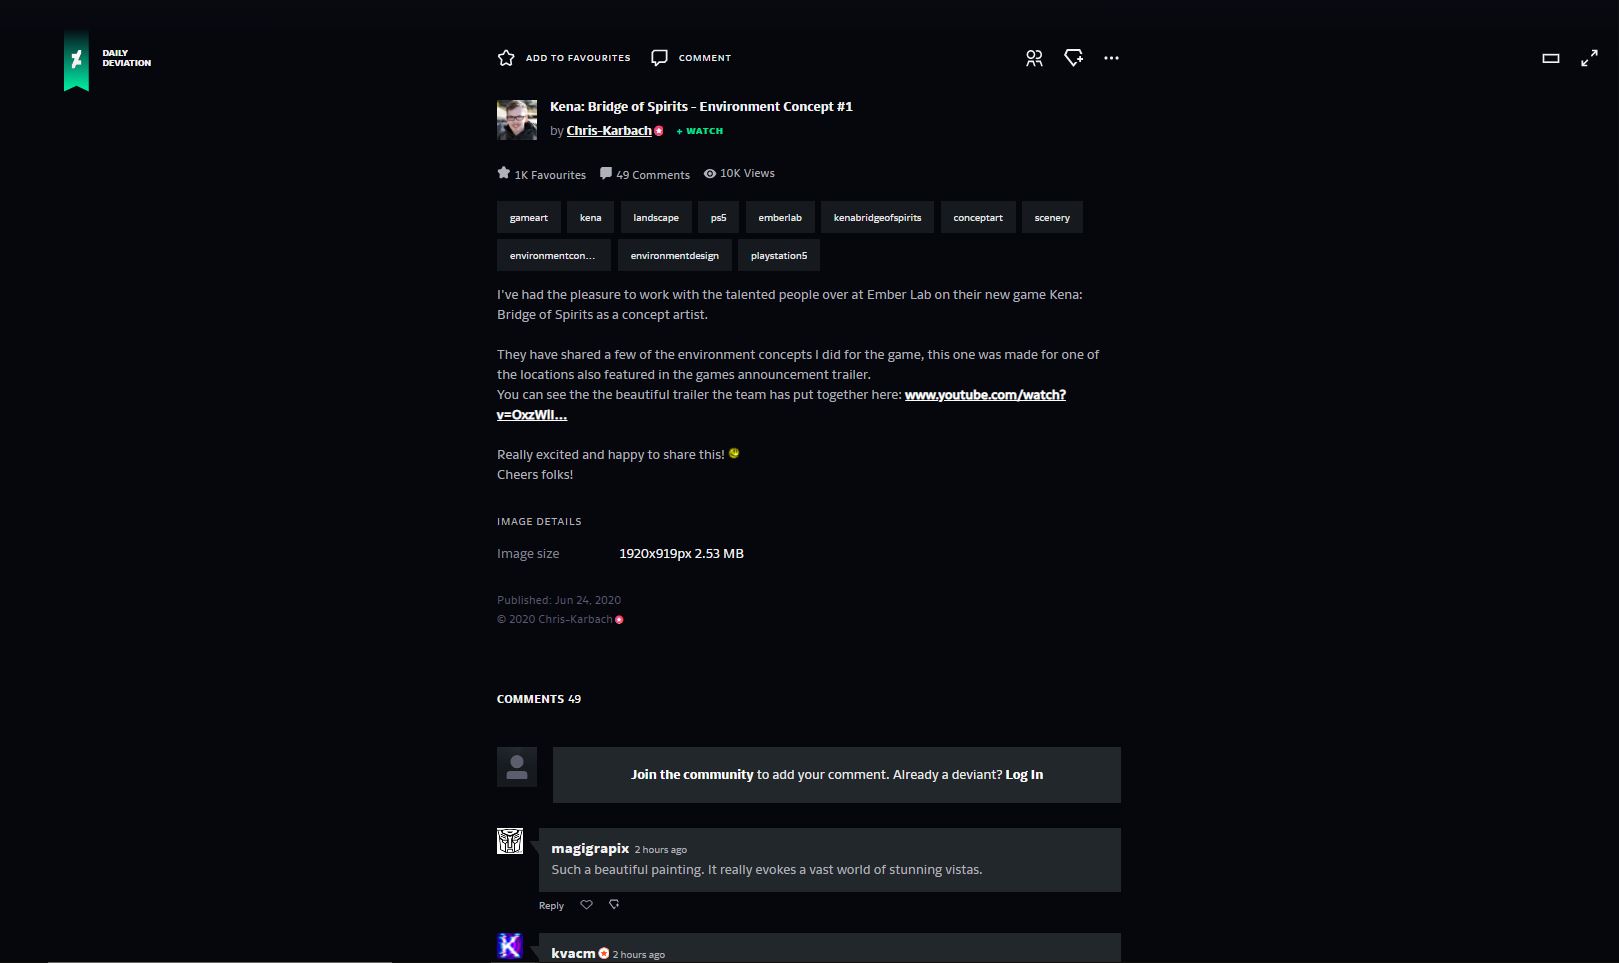 DAILY
DEVIATION
ADD TO FAVOURITES COMMENT
Kena: Bridge of Spirits - Environment Concept #1
by Chris-Karbach + WATCH
1K Favourites 49 Comments 10K Views
gameart kena landscape ps5 emberlab kenabridgeofspirits conceptart scenery
environmentcon... environmentdesign playstation5
I've had the pleasure to work with the talented people over at Ember Lab on their new game Kena:
Bridge of Spirits as a concept artist.
They have shared a few of the environment concepts I did for the game, this one was made for one of
the locations also featured in the games announcement trailer.
You can see the the beautiful trailer the team has put together here: www.youtube.com/watch?
v=OxzWll...
Really excited and happy to share this!
Cheers folks!
IMAGE DETAILS
Image size 1920x919px 2.53 MB
Published: Jun 24, 2020
© 2020 Chris-Karbach
COMMENTS 49
Join the community to add your comment. Already a deviant? Log In
magigrapix 2 hours ago
Such a beautiful painting. It really evokes a vast world of stunning vistas.
Reply
K
kvacm 2 hours ago